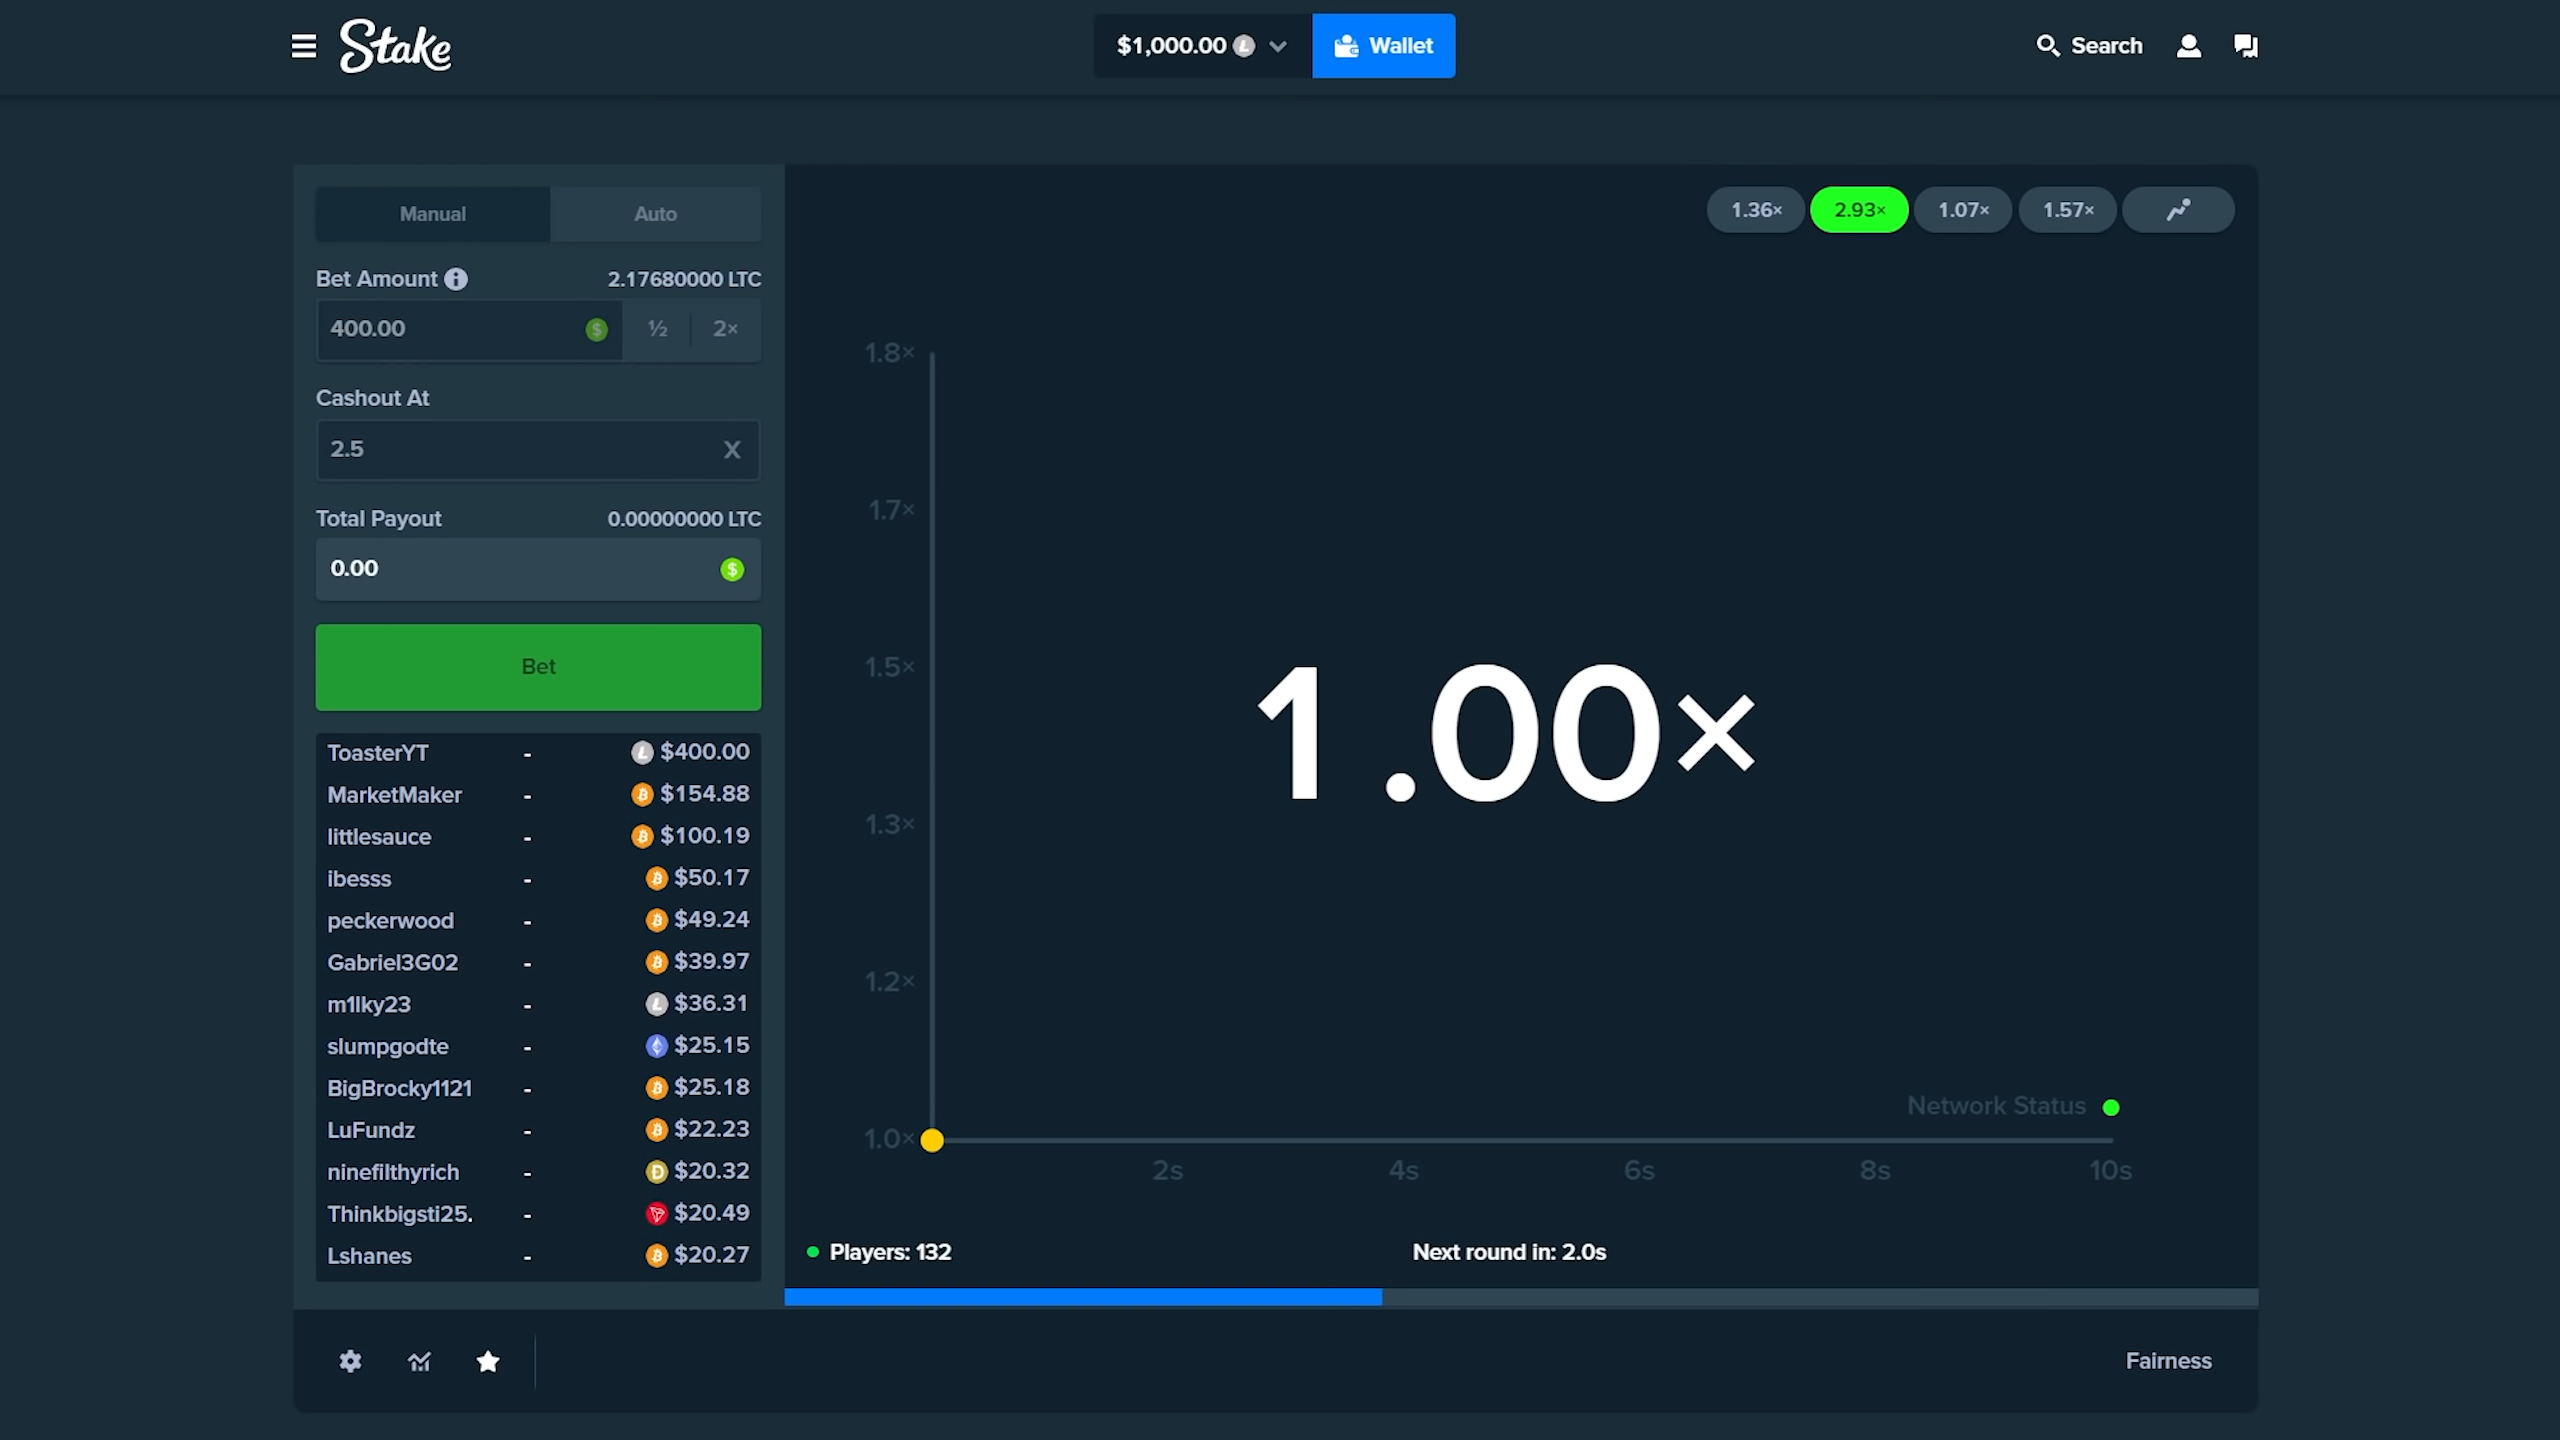 Stake
$1,000.00
Wallet
Search
Manual
Auto
Bet Amount
2.17680000 LTC
400.00
½
2×
Cashout At
2.5
X
Total Payout
0.00000000 LTC
0.00
Bet
ToasterYT - $400.00
MarketMaker - $154.88
littlesauce - $100.19
ibesss - $50.17
peckerwood - $49.24
Gabriel3G02 - $39.97
m1lky23 - $36.31
slumpgodte - $25.15
BigBrocky1121 - $25.18
LuFundz - $22.23
ninefilthyrich - $20.32
Thinkbigsti25. - $20.49
Lshanes - $20.27
1.36×
2.93×
1.07×
1.57×
1.8×
1.7×
1.5×
1.3×
1.2×
1.0×
1.00×
Network Status
2s
4s
6s
8s
10s
Players: 132
Next round in: 2.0s
Fairness